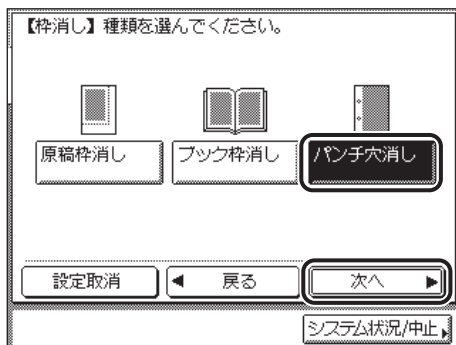 【枠消し】種類を選んでください。
原稿枠消し
ブック枠消し
パンチ穴消し
設定取消
◀ 戻る
次へ ▶
システム状況/中止▶